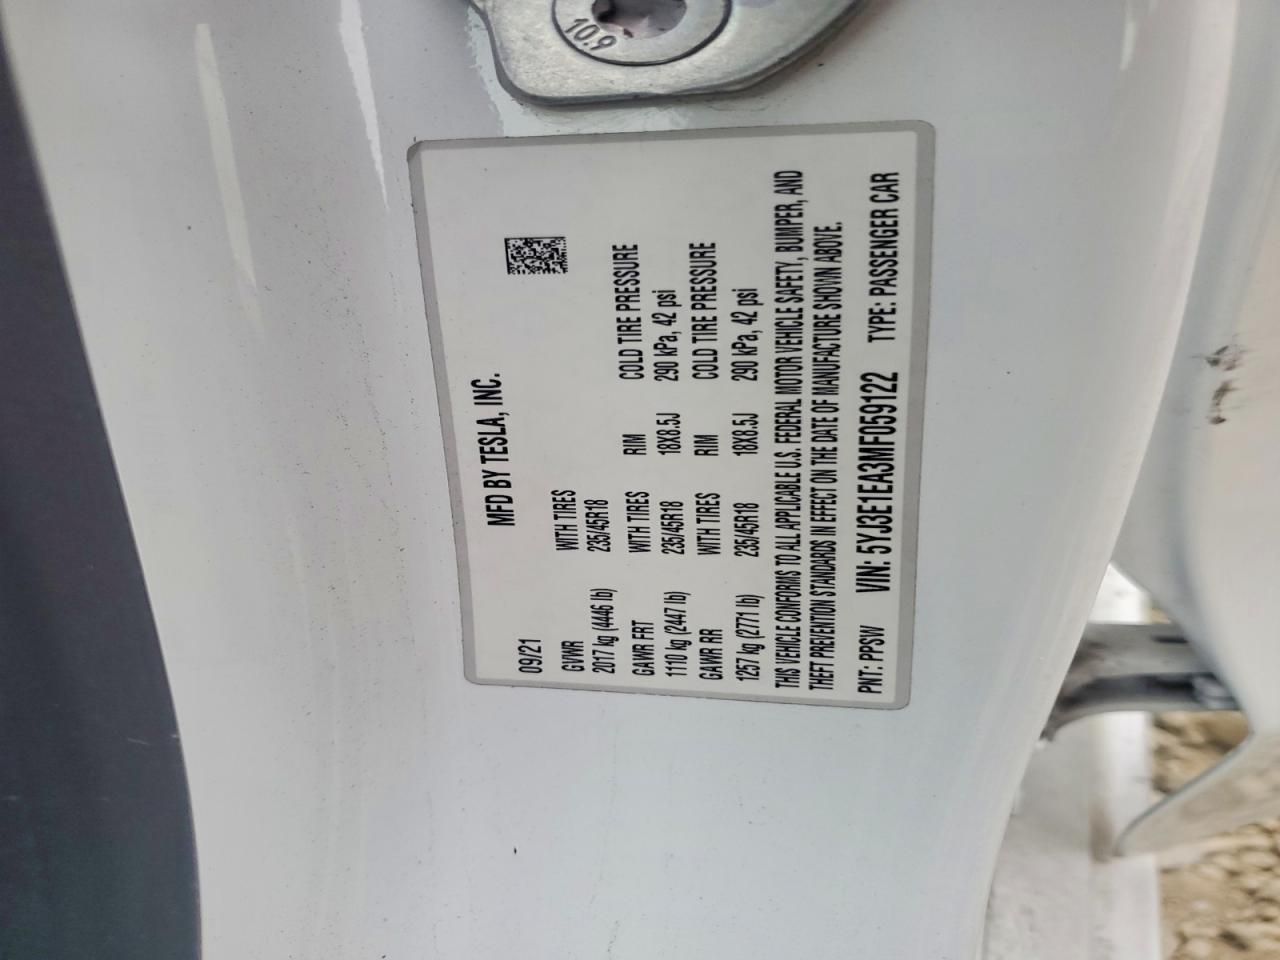 10.9
MFD BY TESLA, INC.
09/21
GVWR WITH TIRES
2017 kg (4446 lb) 235/45R18
GAWR FRT WITH TIRES RIM COLD TIRE PRESSURE
1110 kg (2447 lb) 235/45R18 18X8.5J 290 kPa, 42 psi
GAWR RR WITH TIRES RIM COLD TIRE PRESSURE
1257 kg (2771 lb) 235/45R18 18X8.5J 290 kPa, 42 psi
THIS VEHICLE CONFORMS TO ALL APPLICABLE U.S. FEDERAL MOTOR VEHICLE SAFETY, BUMPER, AND
THEFT PREVENTION STANDARDS IN EFFECT ON THE DATE OF MANUFACTURE SHOWN ABOVE.
PNT: PPSW VIN: 5YJ3E1EA3MF059122 TYPE: PASSENGER CAR